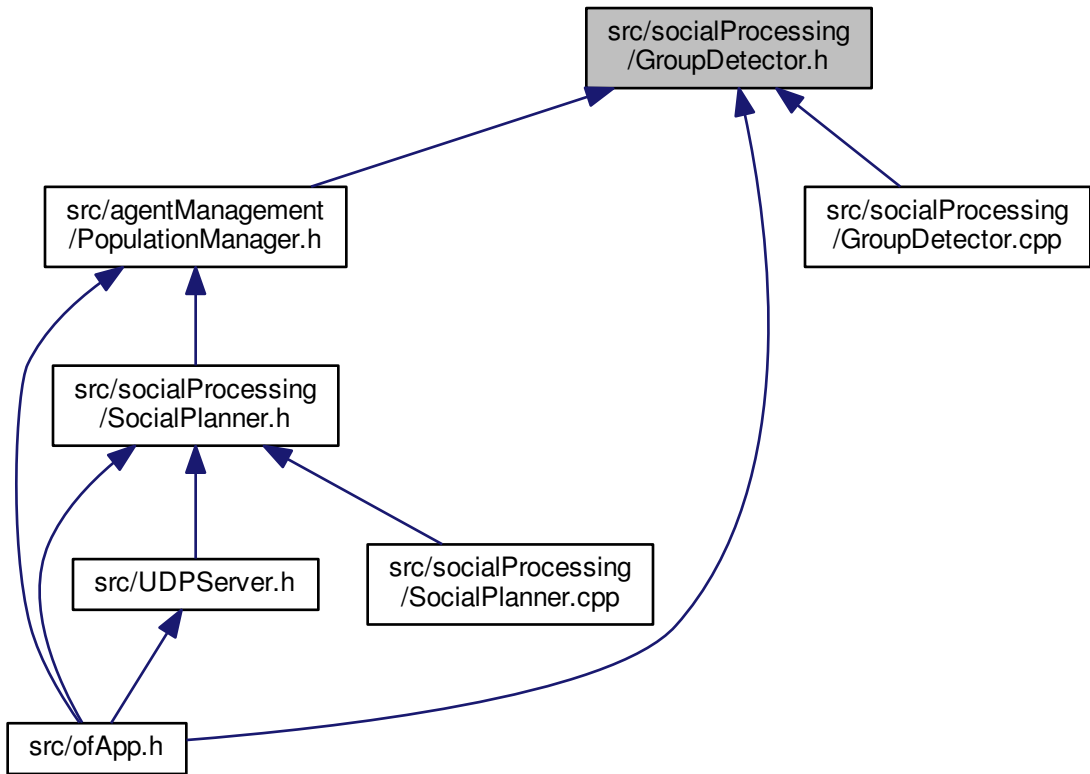 src/socialProcessing
/GroupDetector.h
src/agentManagement
/PopulationManager.h
src/socialProcessing
/GroupDetector.cpp
src/socialProcessing
/SocialPlanner.h
src/UDPServer.h
src/socialProcessing
/SocialPlanner.cpp
src/ofApp.h